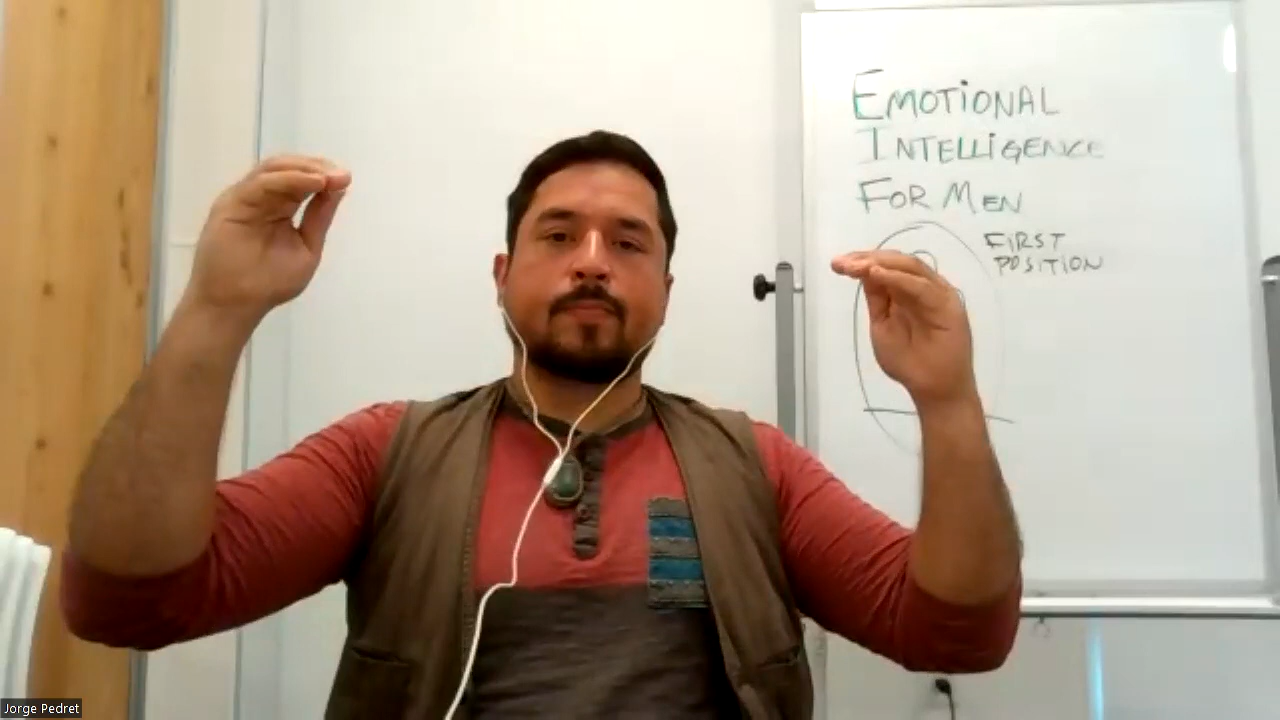 EMOTIONAL
INTELLIGENCE
FOR MEN
FIRST
POSITION
Jorge Pedret